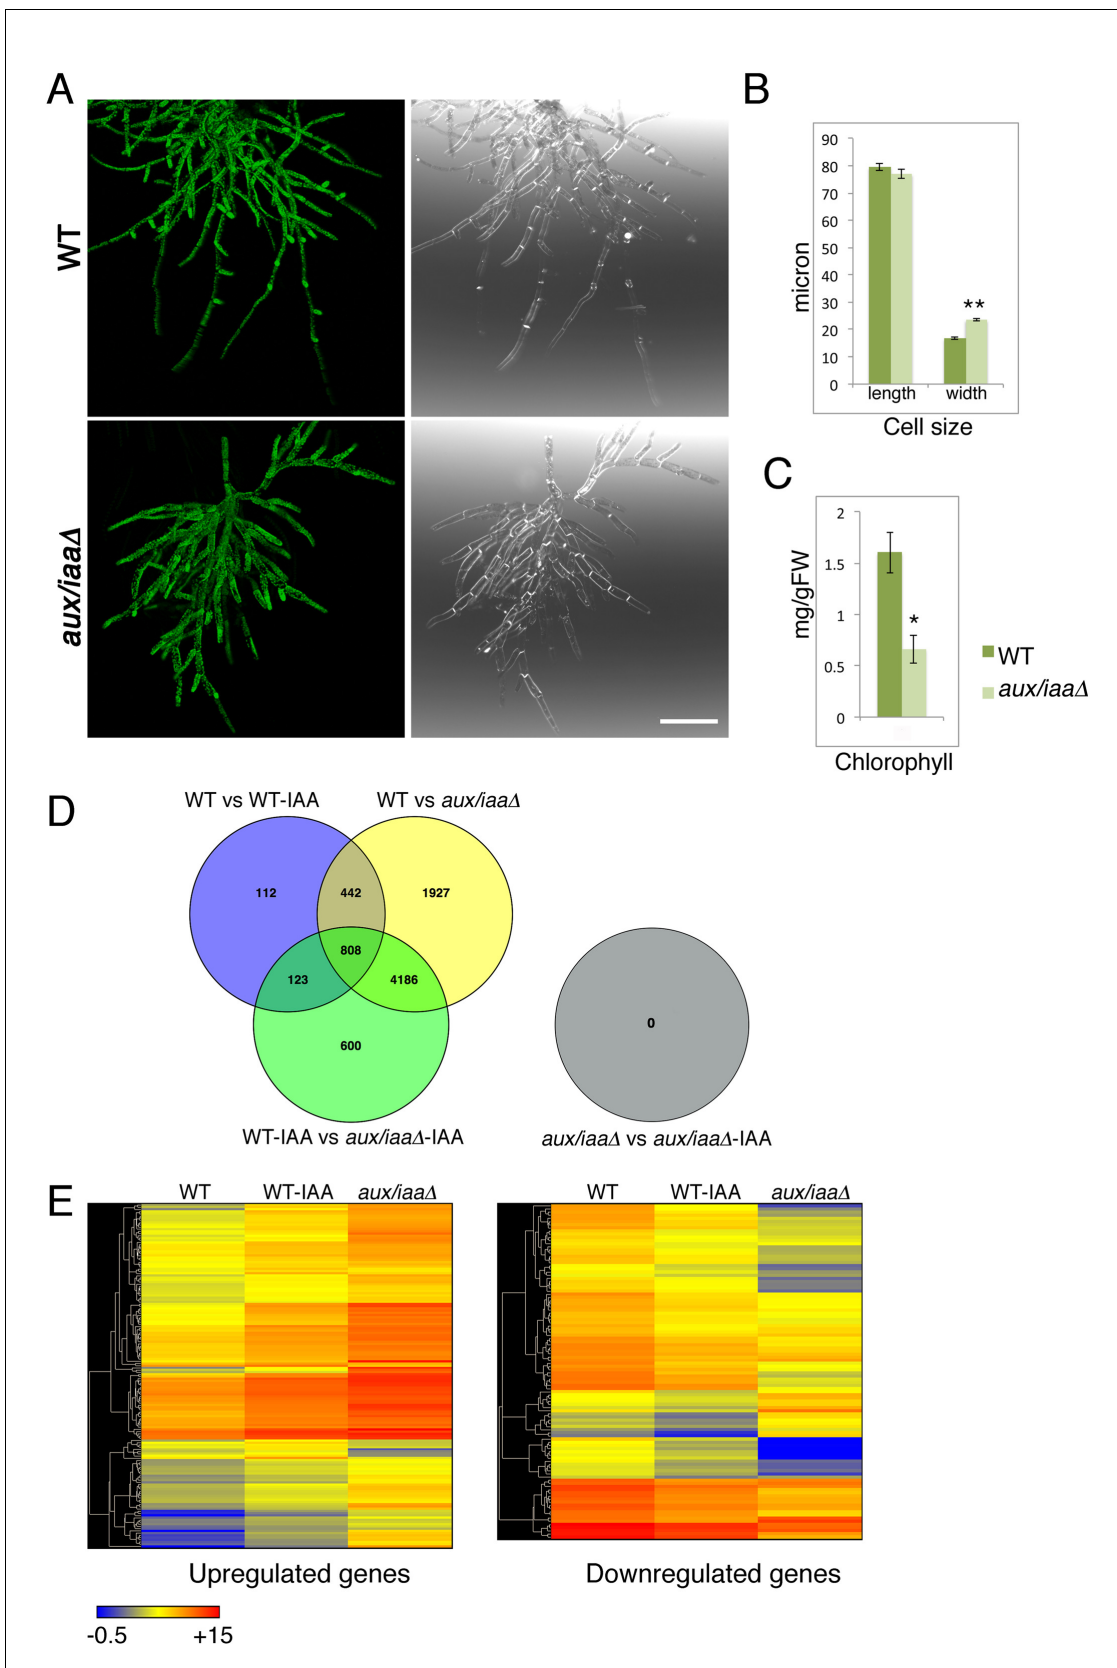 A
WT
aux/iaaΔ
B
90
80
70
60
50
40
30
20
10
0
micron
**
length width
Cell size
C
2
1.5
1
0.5
0
mg/gFW
*
Chlorophyll
WT
aux/iaaΔ
D
WT vs WT-IAA
WT vs aux/iaaΔ
112
442
1927
808
123
4186
600
0
WT-IAA vs aux/iaaΔ-IAA
aux/iaaΔ vs aux/iaaΔ-IAA
E
WT WT-IAA aux/iaaΔ
WT WT-IAA aux/iaaΔ
Upregulated genes
Downregulated genes
-0.5 +15